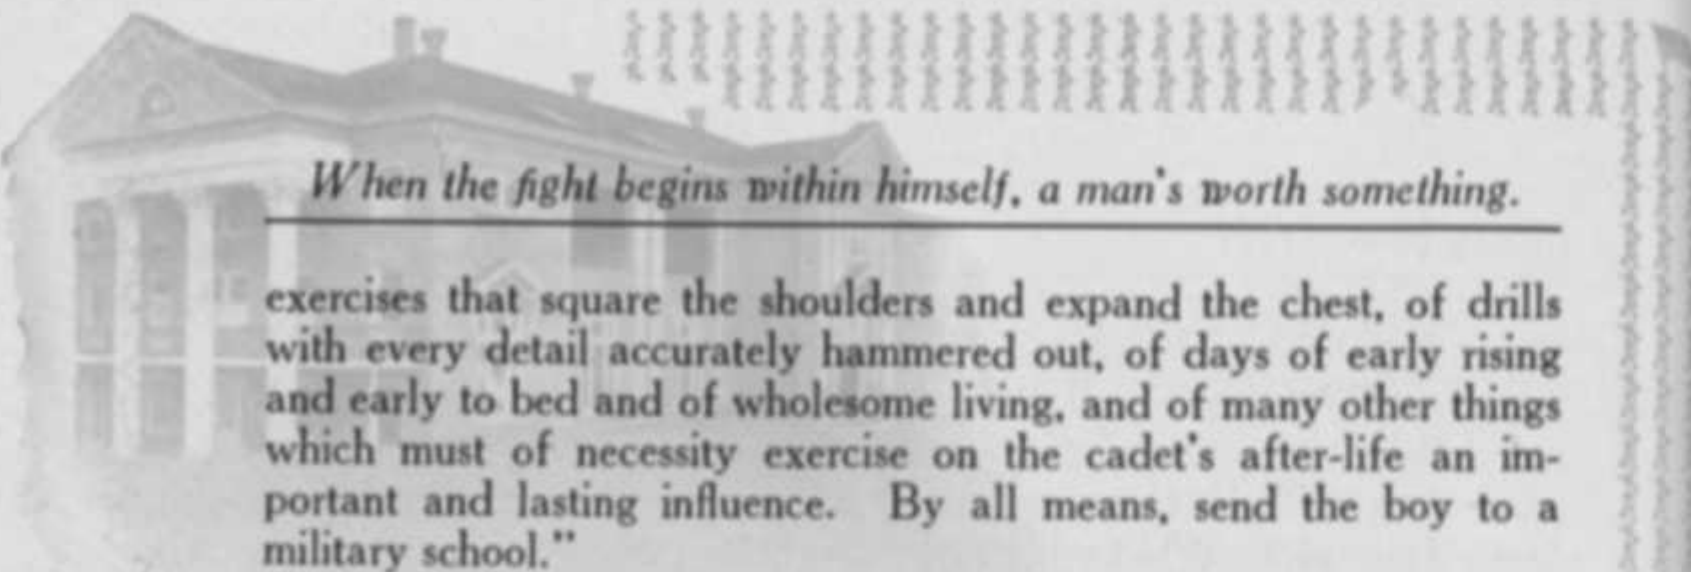 When the fight begins within himself, a man's worth something.
exercises that square the shoulders and expand the chest, of drills
with every detail accurately hammered out, of days of early rising
and early to bed and of wholesome living, and of many other things
which must of necessity exercise on the cadet's after-life an im-
portant and lasting influence. By all means, send the boy to a
military school."